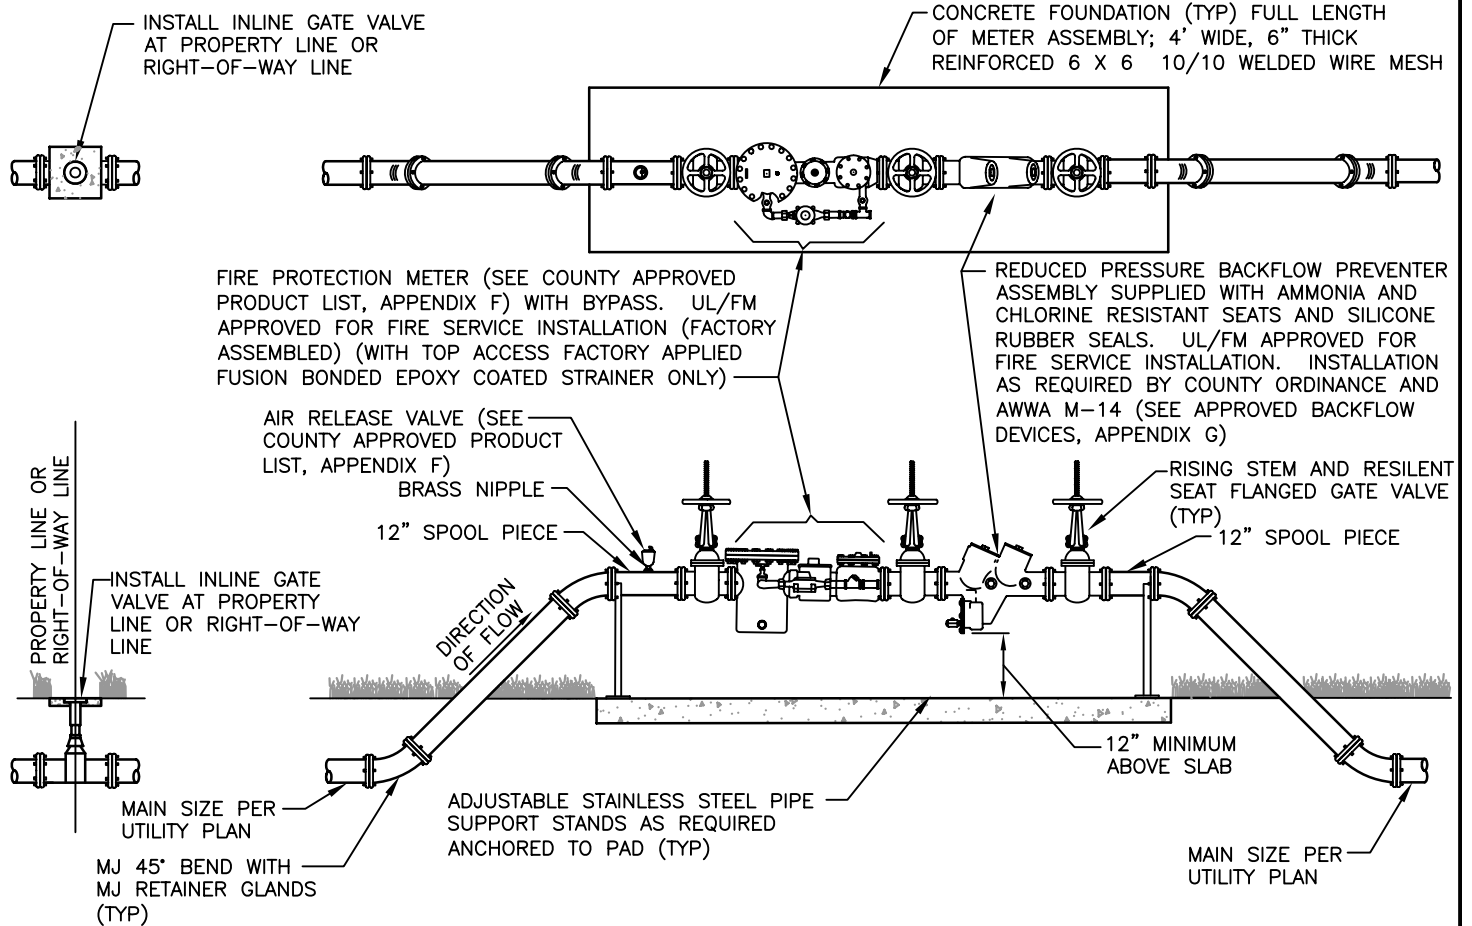 INSTALL INLINE GATE VALVE
AT PROPERTY LINE OR
RIGHT-OF-WAY LINE
CONCRETE FOUNDATION (TYP) FULL LENGTH
OF METER ASSEMBLY; 4' WIDE, 6" THICK
REINFORCED 6 X 6 10/10 WELDED WIRE MESH
FIRE PROTECTION METER (SEE COUNTY APPROVED
PRODUCT LIST, APPENDIX F) WITH BYPASS. UL/FM
APPROVED FOR FIRE SERVICE INSTALLATION (FACTORY
ASSEMBLED) (WITH TOP ACCESS FACTORY APPLIED
FUSION BONDED EPOXY COATED STRAINER ONLY)
REDUCED PRESSURE BACKFLOW PREVENTER
ASSEMBLY SUPPLIED WITH AMMONIA AND
CHLORINE RESISTANT SEATS AND SILICONE
RUBBER SEALS. UL/FM APPROVED FOR
FIRE SERVICE INSTALLATION. INSTALLATION
AS REQUIRED BY COUNTY ORDINANCE AND
AWWA M-14 (SEE APPROVED BACKFLOW
DEVICES, APPENDIX G)
AIR RELEASE VALVE (SEE
COUNTY APPROVED PRODUCT
LIST, APPENDIX F)
BRASS NIPPLE
12" SPOOL PIECE
RISING STEM AND RESILENT
SEAT FLANGED GATE VALVE
(TYP)
12" SPOOL PIECE
PROPERTY LINE OR
RIGHT-OF-WAY LINE
INSTALL INLINE GATE
VALVE AT PROPERTY
LINE OR RIGHT-OF-WAY
LINE
DIRECTION
OF FLOW
12" MINIMUM
ABOVE SLAB
MAIN SIZE PER
UTILITY PLAN
ADJUSTABLE STAINLESS STEEL PIPE
SUPPORT STANDS AS REQUIRED
ANCHORED TO PAD (TYP)
MJ 45° BEND WITH
MJ RETAINER GLANDS
(TYP)
MAIN SIZE PER
UTILITY PLAN